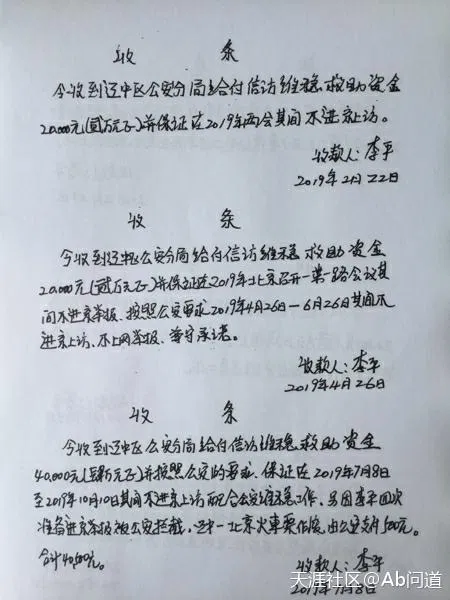 收 条
今收到辽中区公安分局给付信访维稳救助资金
20,000元(贰万元正)并保证在2019年两会其间不进京上访。
收款人:李平
2019年2月22日
收 条
今收到辽中区公安分局给付信访维稳救助资金
20,000元(贰万元正)并保证在2019年北京召开一带一路会议其
间不进京举报、按照公安要求2019年4月26日—6月26日其间不
进京上访、不上网举报、遵守承诺。
收款人:李平
2019年4月26日
收 条
今收到辽中区公安分局给付信访维稳救助资金
40,000元(肆万元正)并按照公安的要求、保证在2019年7月8日
至2019年10月10日其间不进京上访配合公安维稳工作、另因李平四次
准备进京举报被公安拦截,辽中—北京火车票作废,由公安支付500元。
合计40,500元。
收款人:李平
2019年7月8日
天涯社区@Ab问道